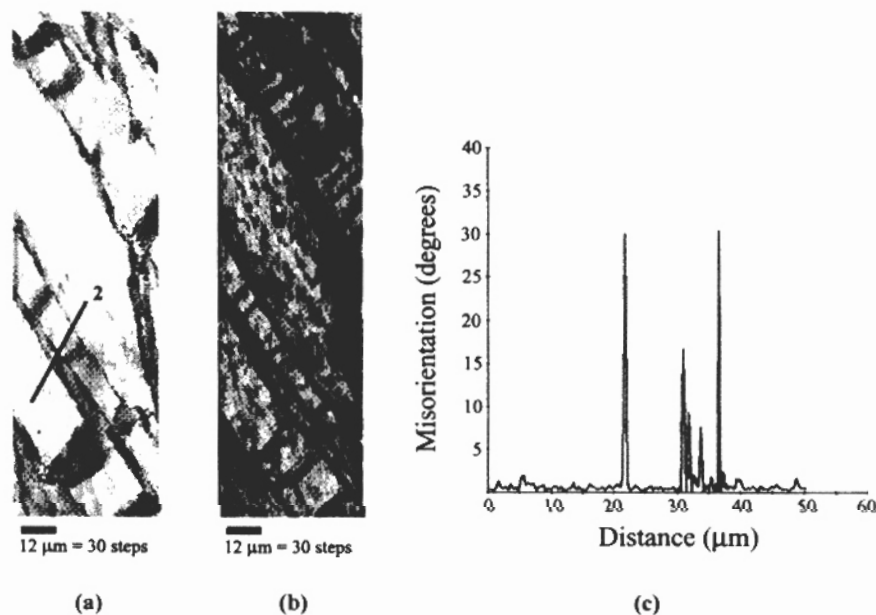 2
12 μm = 30 steps
12 μm = 30 steps
(a)
(b)
40
35
30
25
20
15
10
5
0.
10
20
30
40
50
60
Misorientation (degrees)
Distance (μm)
(c)